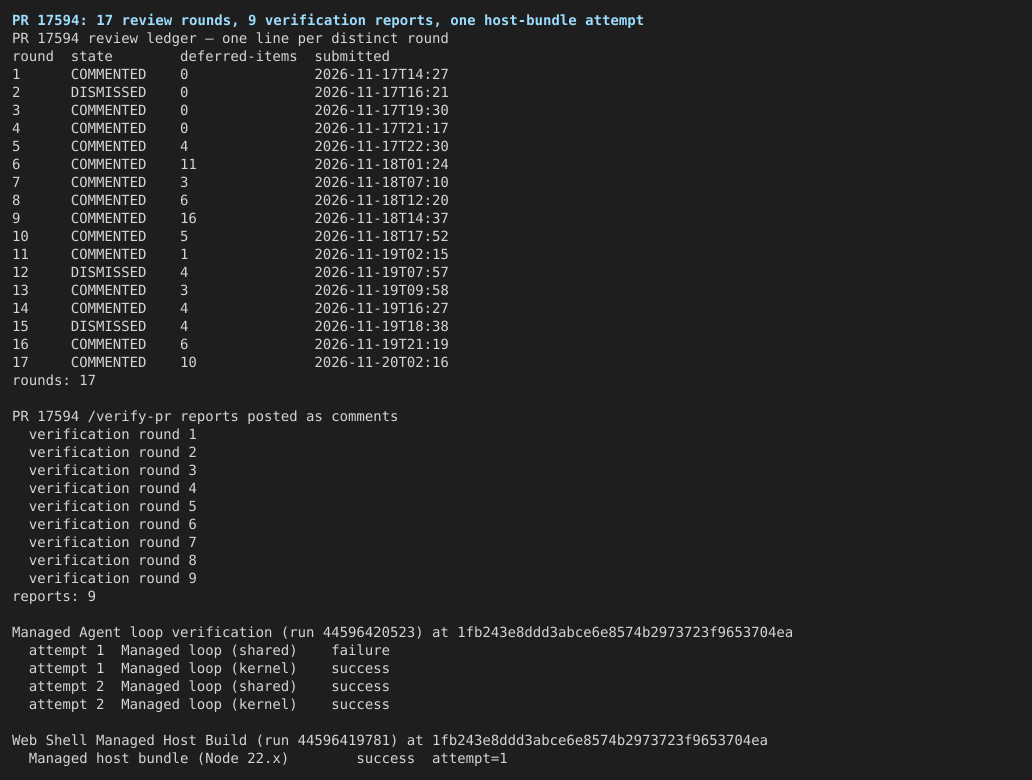 PR 17594: 17 review rounds, 9 verification reports, one host-bundle attempt
PR 17594 review ledger — one line per distinct round
round  state        deferred-items  submitted
1      COMMENTED    0               2026-11-17T14:27
2      DISMISSED    0               2026-11-17T16:21
3      COMMENTED    0               2026-11-17T19:30
4      COMMENTED    0               2026-11-17T21:17
5      COMMENTED    4               2026-11-17T22:30
6      COMMENTED    11              2026-11-18T01:24
7      COMMENTED    3               2026-11-18T07:10
8      COMMENTED    6               2026-11-18T12:20
9      COMMENTED    16              2026-11-18T14:37
10     COMMENTED    5               2026-11-18T17:52
11     COMMENTED    1               2026-11-19T02:15
12     DISMISSED    4               2026-11-19T07:57
13     COMMENTED    3               2026-11-19T09:58
14     COMMENTED    4               2026-11-19T16:27
15     DISMISSED    4               2026-11-19T18:38
16     COMMENTED    6               2026-11-19T21:19
17     COMMENTED    10              2026-11-20T02:16
rounds: 17

PR 17594 /verify-pr reports posted as comments
  verification round 1
  verification round 2
  verification round 3
  verification round 4
  verification round 5
  verification round 6
  verification round 7
  verification round 8
  verification round 9
reports: 9

Managed Agent loop verification (run 44596420523) at 1fb243e8ddd3abce6e8574b2973723f9653704ea
  attempt 1  Managed loop (shared)    failure
  attempt 1  Managed loop (kernel)    success
  attempt 2  Managed loop (shared)    success
  attempt 2  Managed loop (kernel)    success

Web Shell Managed Host Build (run 44596419781) at 1fb243e8ddd3abce6e8574b2973723f9653704ea
  Managed host bundle (Node 22.x)        success  attempt=1